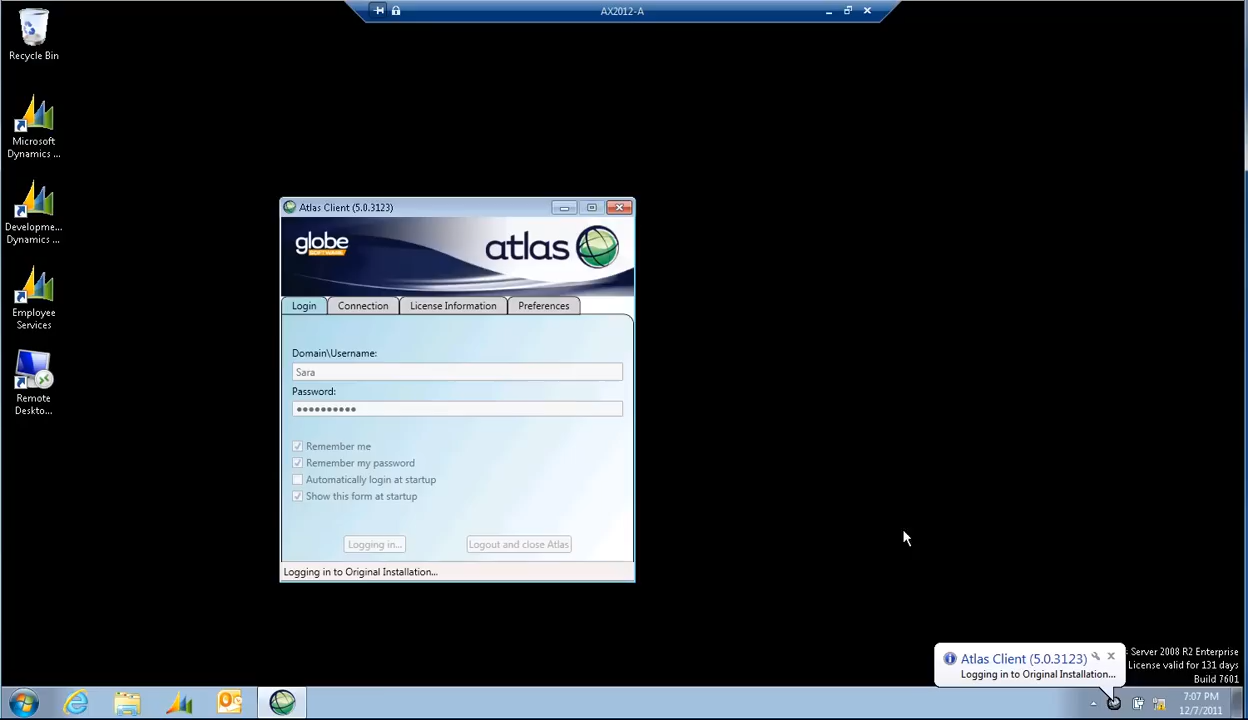 AX2012-A
Recycle Bin
Microsoft
Dynamics ...
Developme...
Dynamics ...
Employee
Services
Remote
Deskto...
Atlas Client (5.0.3123)
globe
SOFTWARE
atlas
Login
Connection
License Information
Preferences
Domain\Username:
Sara
Password:
••••••••••
Remember me
Remember my password
Automatically login at startup
Show this form at startup
Logging in...
Logout and close Atlas
Logging in to Original Installation...
Server 2008 R2 Enterprise
License valid for 131 days
Build 7601
Atlas Client (5.0.3123)
Logging in to Original Installation...
7:07 PM
12/7/2011